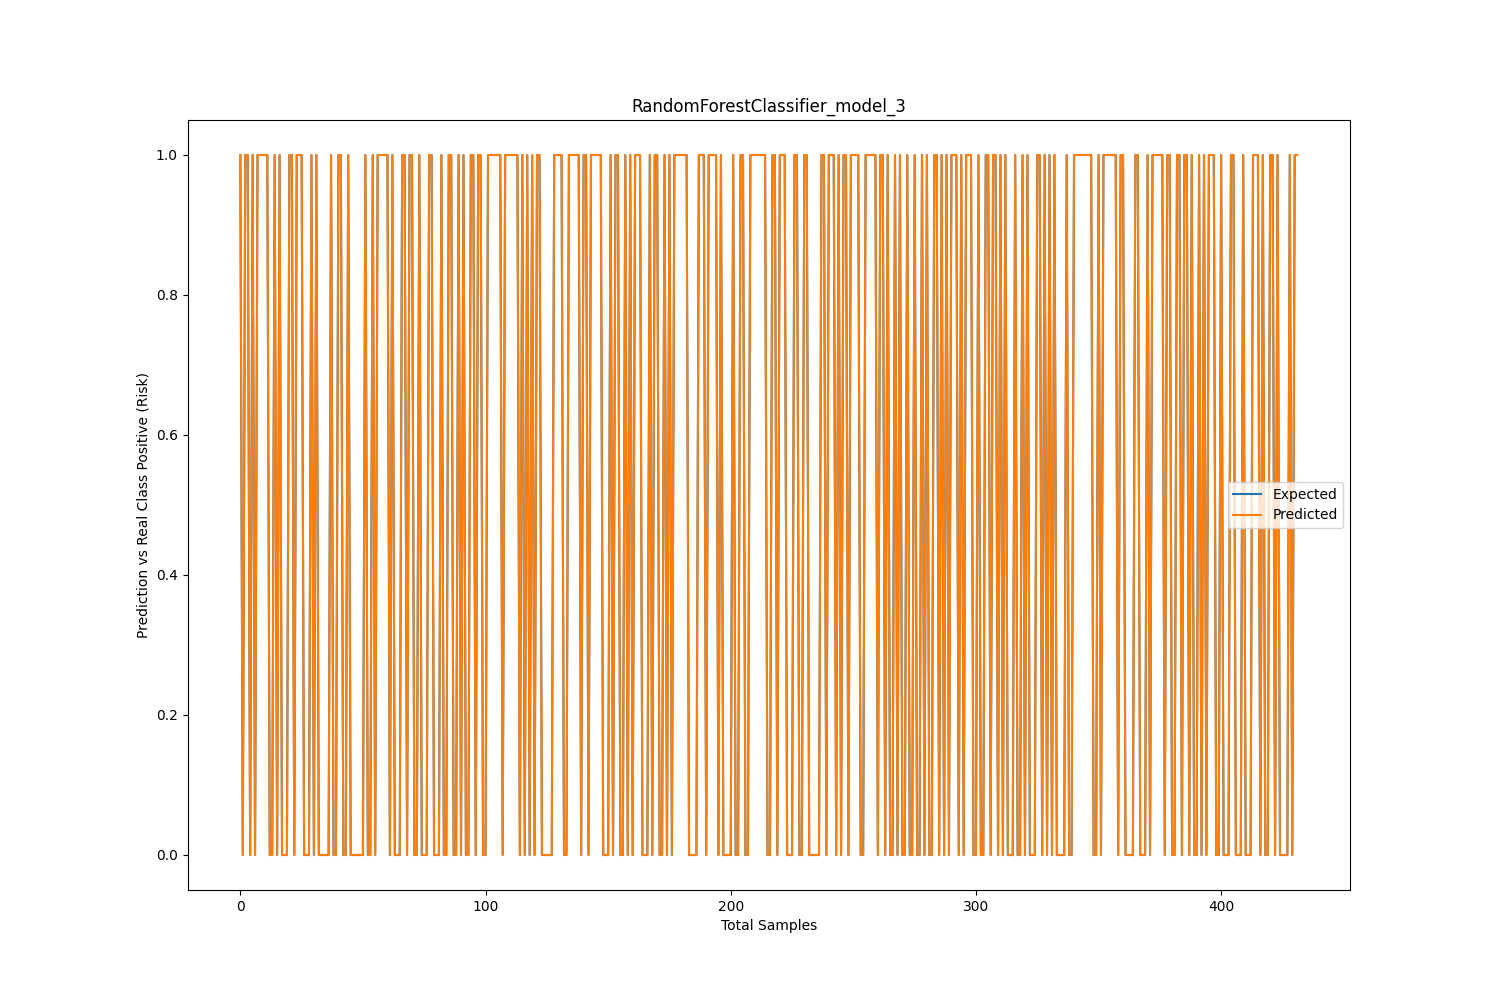 RandomForestClassifier_model_3
1.0
0.8
0.6
0.4
0.2
0.0
Prediction vs Real Class Positive (Risk)
Expected
Predicted
0 100 200 300 400
Total Samples